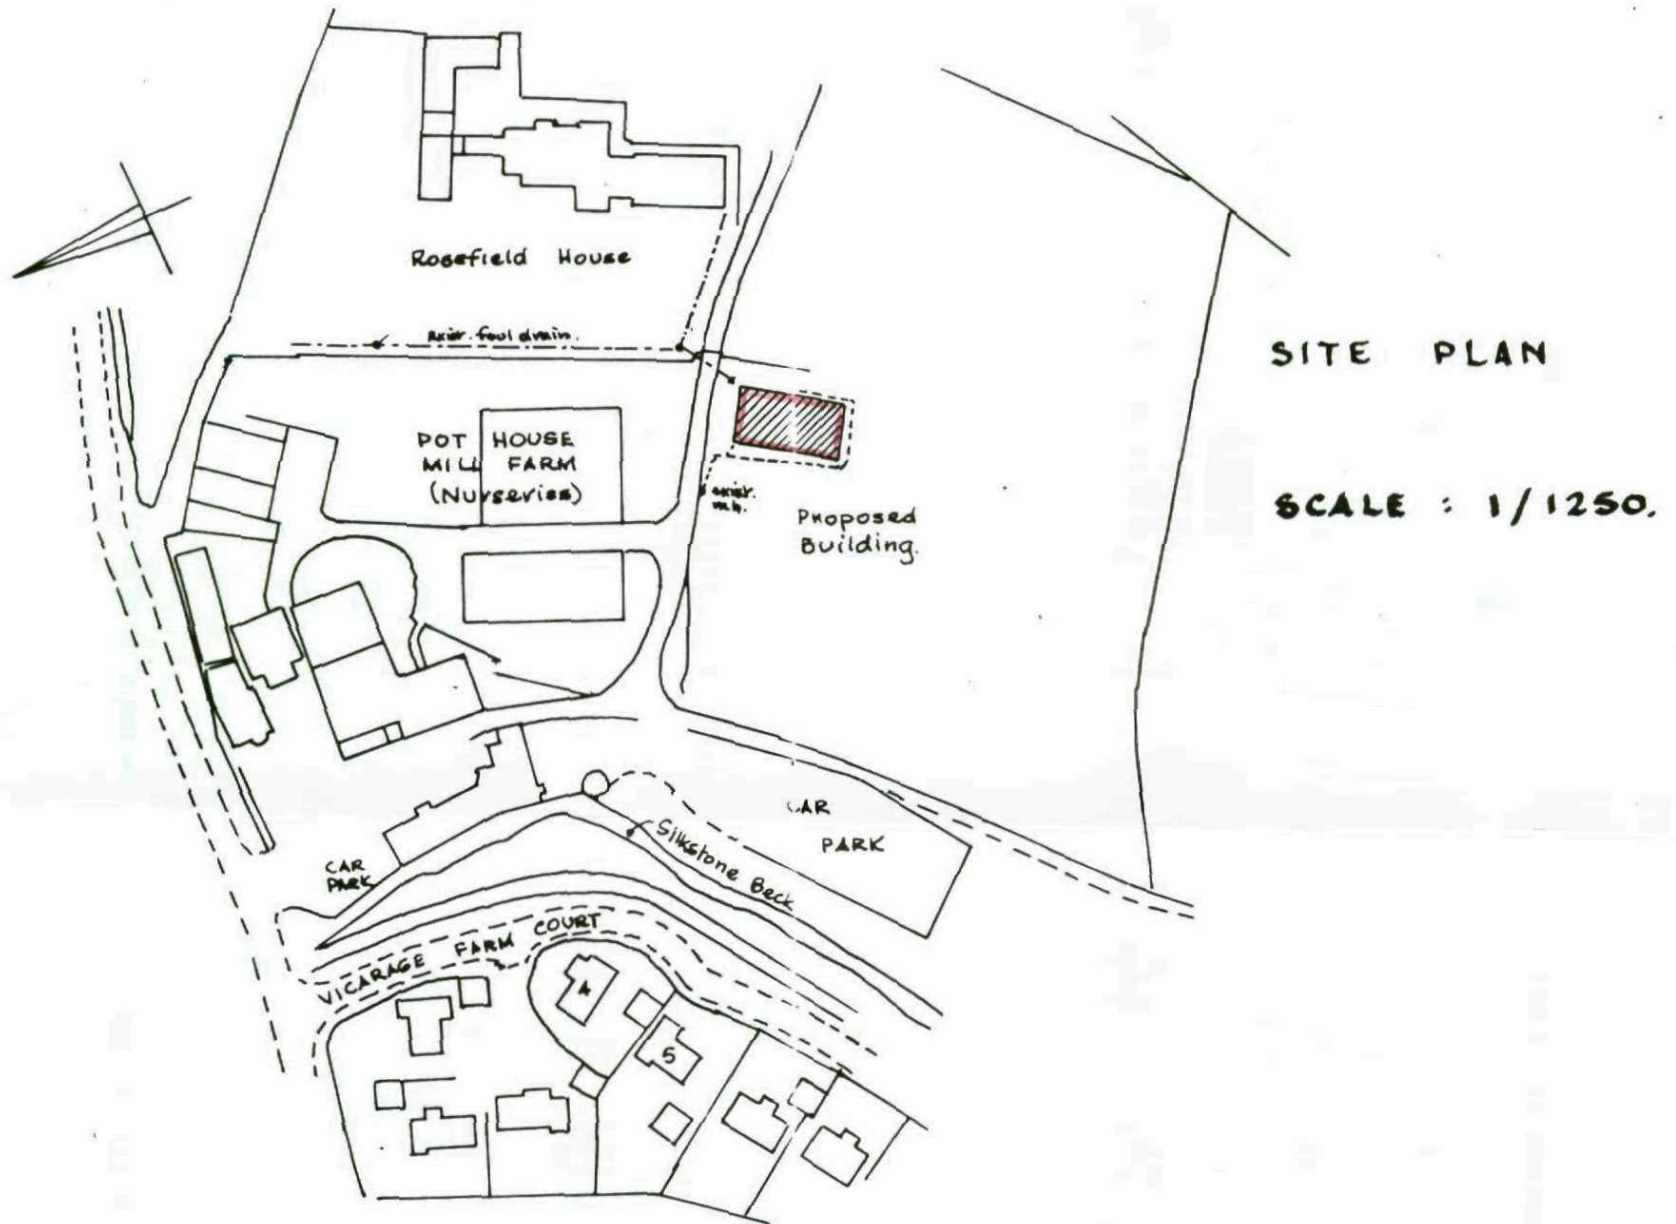 Rosefield House
exist. foul drain.
SITE PLAN
POT HOUSE
MILL FARM
(Nurseries)
exist.
m.h.
SCALE : 1/1250.
Proposed
Building.
CAR
PARK
Silkstone Beck
CAR
PARK
VICARAGE FARM COURT
4
5